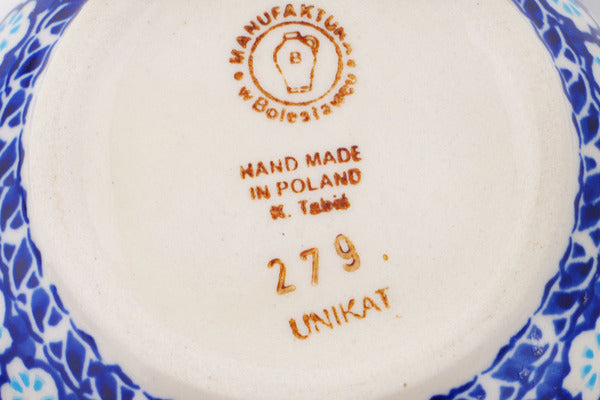 MANUFAKTURA
B
w Bolesławcu
HAND MADE
IN POLAND
K.
279
UNIKAT